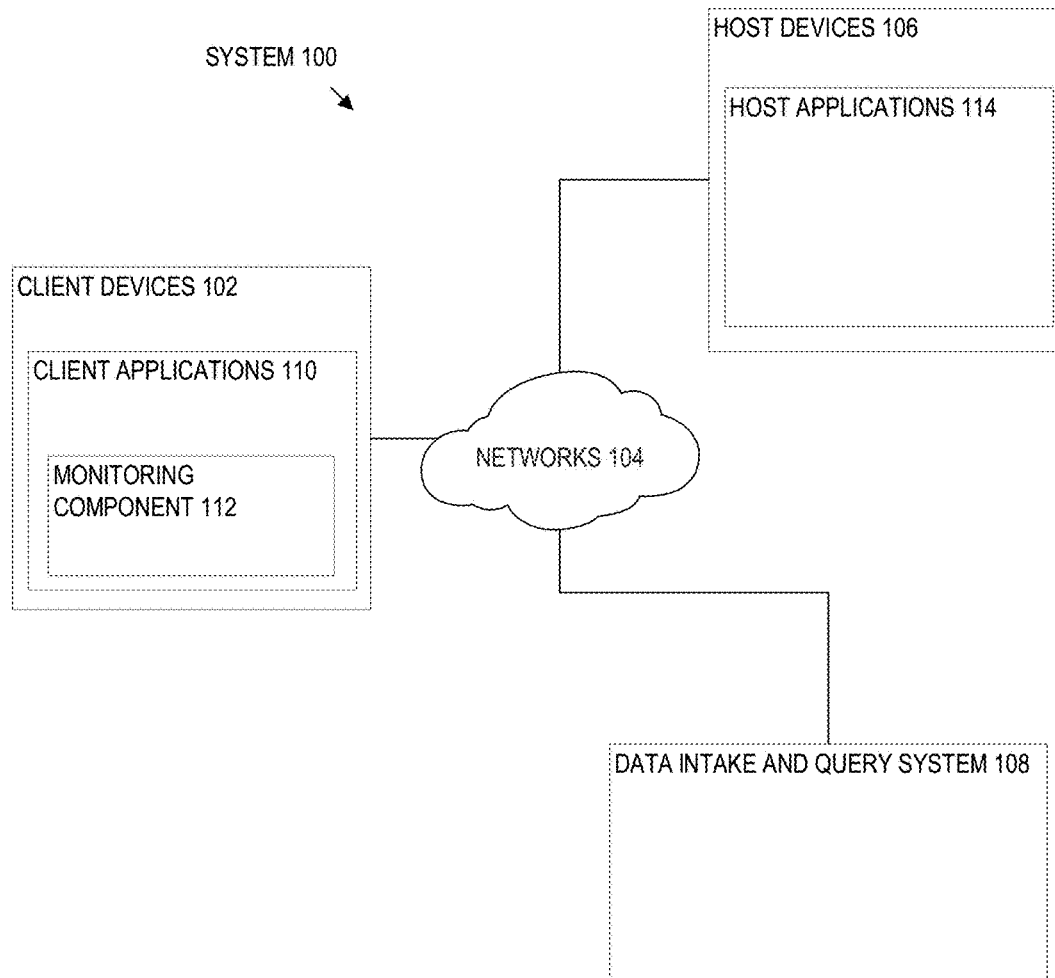 HOST DEVICES 106
SYSTEM 100
HOST APPLICATIONS 114
CLIENT DEVICES 102
CLIENT APPLICATIONS 110
NETWORKS 104
MONITORING
COMPONENT 112
DATA INTAKE AND QUERY SYSTEM 108